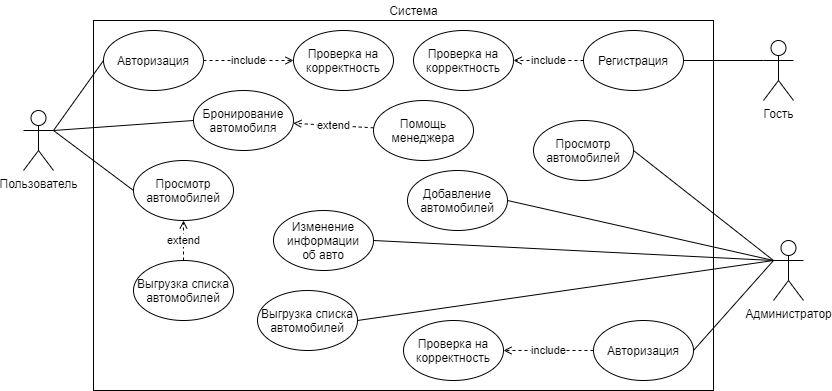 Система
Авторизация
include
Проверка на
корректность
Проверка на
корректность
include
Регистрация
Гость
Бронирование
автомобиля
extend
Помощь
менеджера
Пользователь
Просмотр
автомобилей
Просмотр
автомобилей
Добавление
автомобилей
extend
Изменение
информации
об авто
Выгрузка списка
автомобилей
Выгрузка списка
автомобилей
Администратор
Проверка на
корректность
include
Авторизация